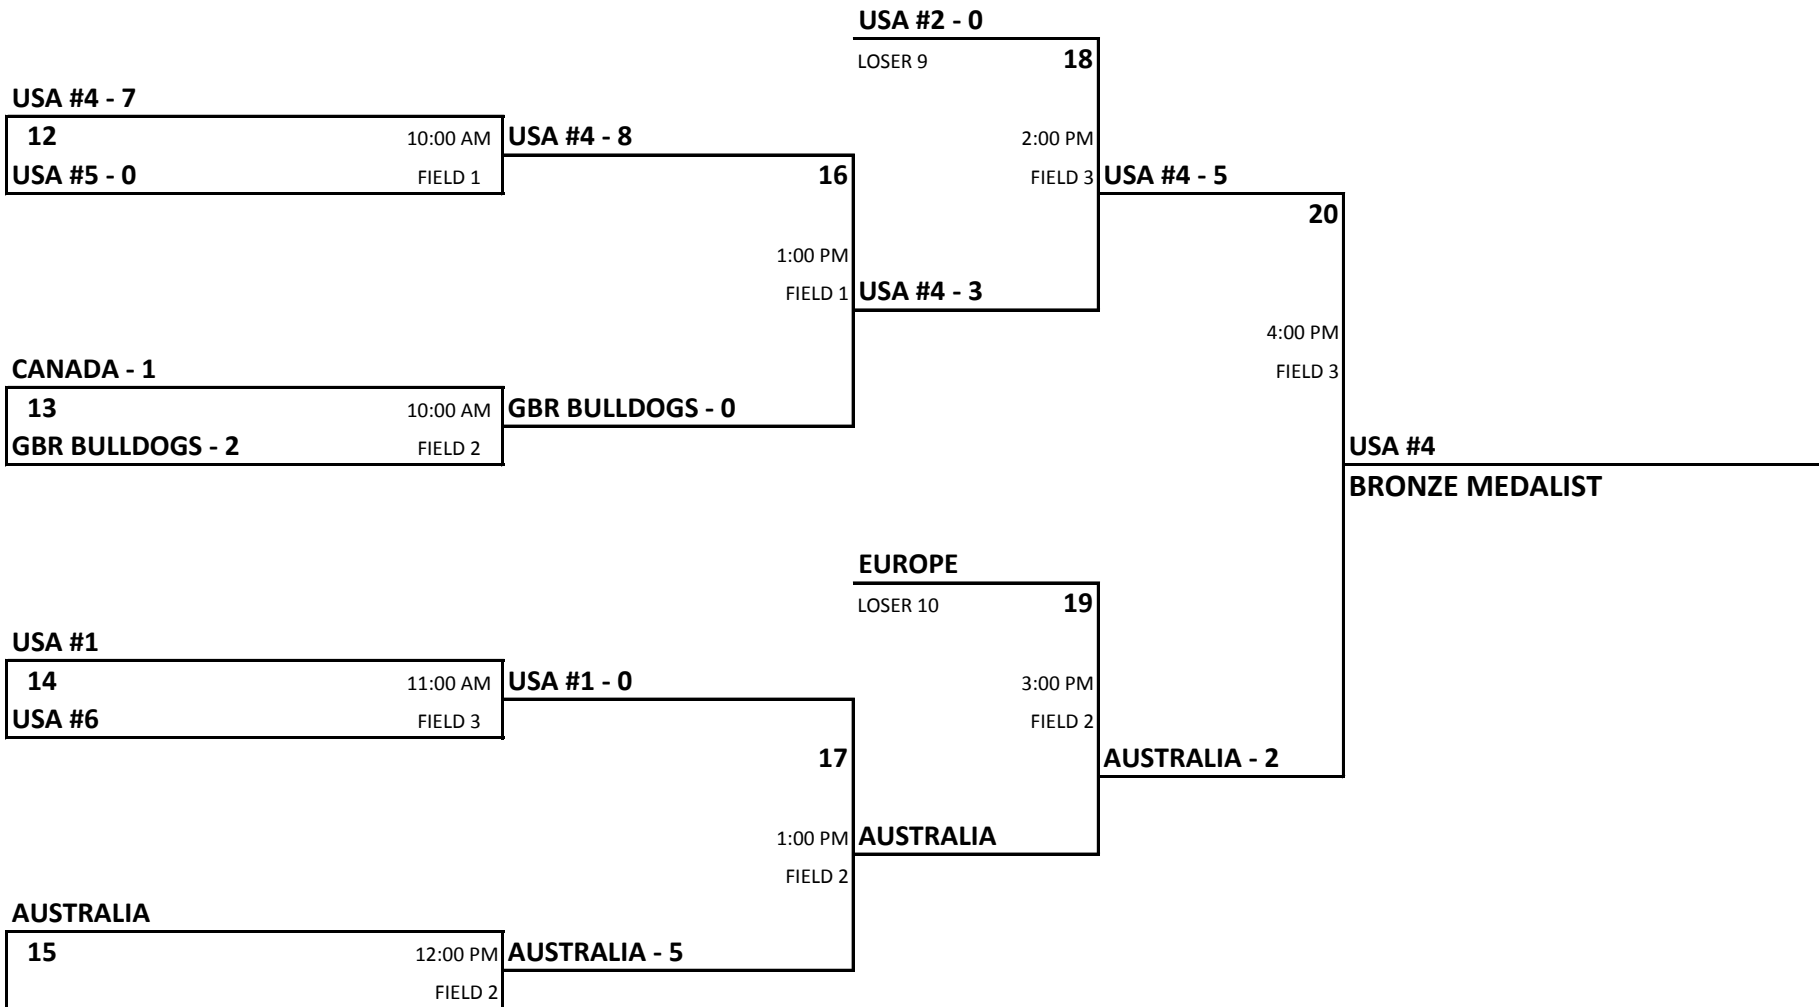 USA #2 - 0
LOSER 9 18
USA #4 - 7
12 10:00 AM USA #4 - 8 2:00 PM
USA #5 - 0 FIELD 1 16 FIELD 3 USA #4 - 5
20
1:00 PM
FIELD 1 USA #4 - 3
4:00 PM
CANADA - 1 FIELD 3
13 10:00 AM GBR BULLDOGS - 0
GBR BULLDOGS - 2 FIELD 2 USA #4
BRONZE MEDALIST
EUROPE
LOSER 10 19
USA #1
14 11:00 AM USA #1 - 0 3:00 PM
USA #6 FIELD 3 FIELD 2
17 AUSTRALIA - 2
1:00 PM AUSTRALIA
FIELD 2
AUSTRALIA
15 12:00 PM AUSTRALIA - 5
FIELD 2